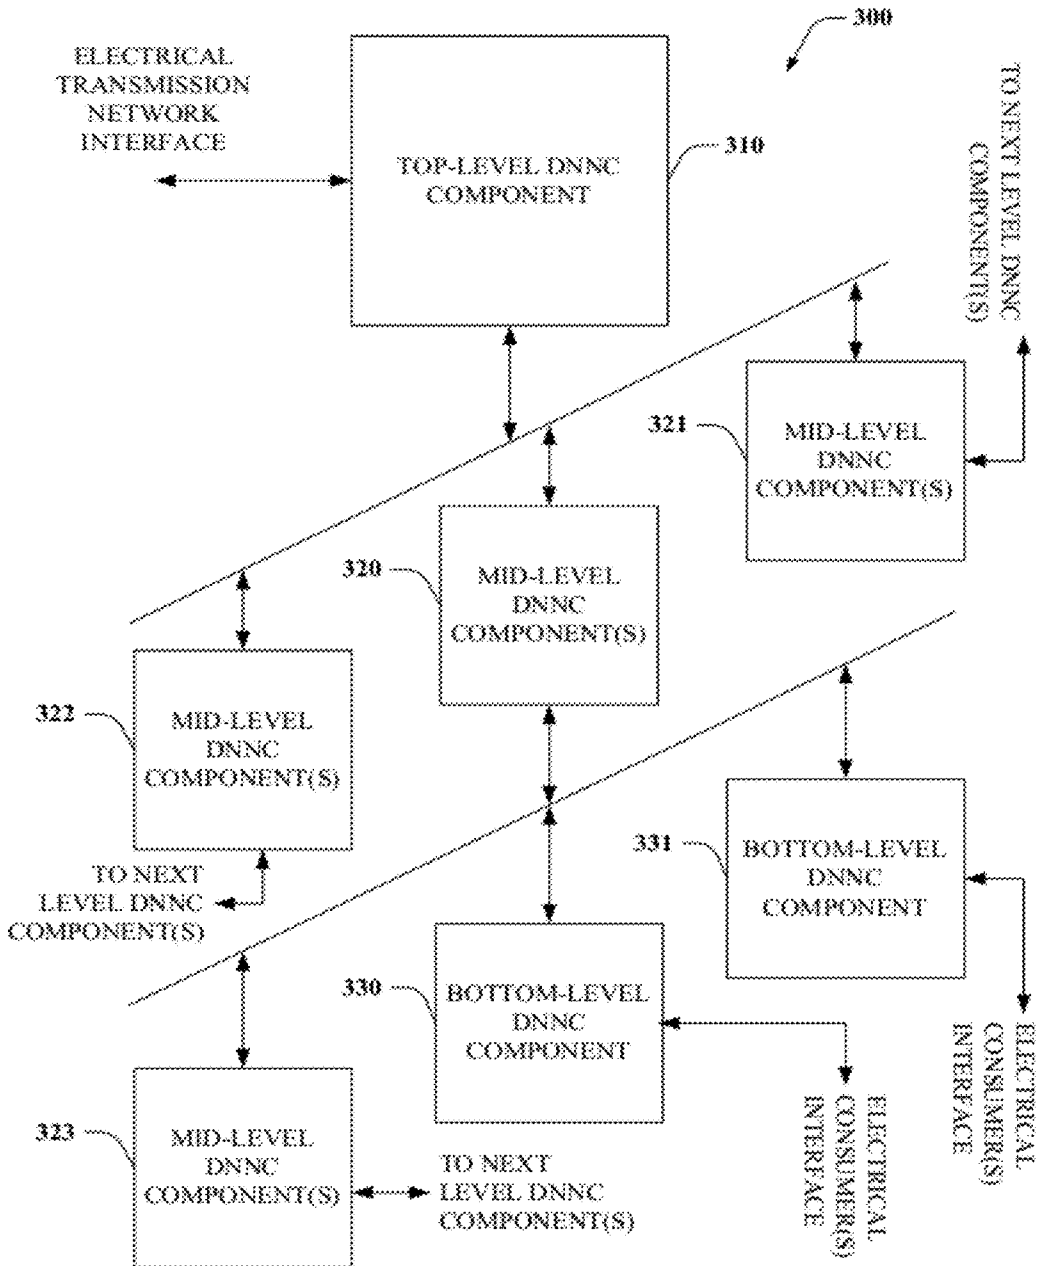 300
ELECTRICAL
TRANSMISSION
NETWORK
INTERFACE
TOP-LEVEL DNNC
COMPONENT
310
TO NEXT LEVEL DNNC
COMPONENT(S)
321
MID-LEVEL
DNNC
COMPONENT(S)
320
MID-LEVEL
DNNC
COMPONENT(S)
322
MID-LEVEL
DNNC
COMPONENT(S)
TO NEXT
LEVEL DNNC
COMPONENT(S)
331
BOTTOM-LEVEL
DNNC
COMPONENT
330
BOTTOM-LEVEL
DNNC
COMPONENT
ELECTRICAL
CONSUMER(S)
INTERFACE
ELECTRICAL
CONSUMER(S)
INTERFACE
323
MID-LEVEL
DNNC
COMPONENT(S)
TO NEXT
LEVEL DNNC
COMPONENT(S)